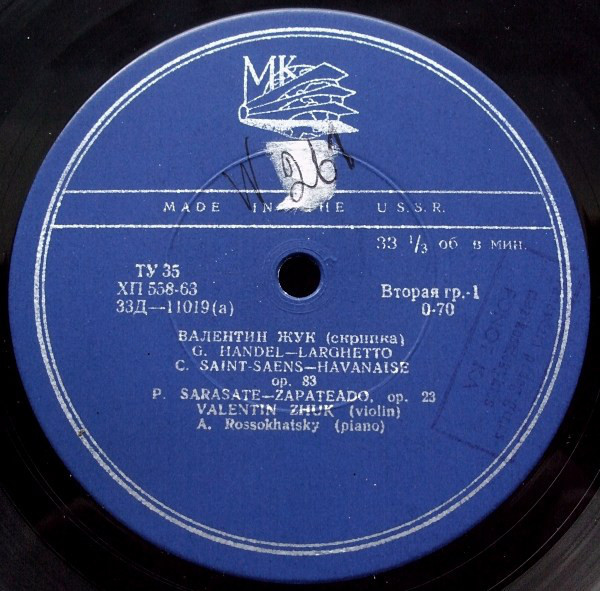 МК
W 261
MADE IN THE U.S.S.R.
33 1/3 об в мин.
ТУ 35
ХП 558-63
33Д—11019(а)
Вторая гр.-1
0-70
ВАЛЕНТИН ЖУК (скрипка)
G. HANDEL—LARGHETTO
C. SAINT-SAENS—HAVANAISE
op. 83
P. SARASATE—ZAPATEADO, op. 23
VALENTIN ZHUK (violin)
A. Rossokhatsky (piano)